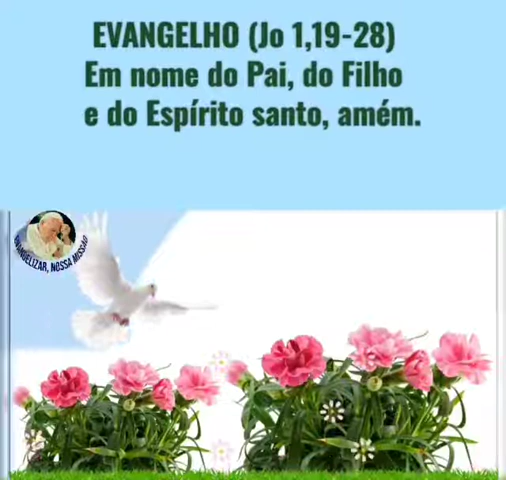 EVANGELHO (Jo 1,19-28)
Em nome do Pai, do Filho
e do Espírito santo, amém.
EVANGELIZAR, NOSSA MISSÃO